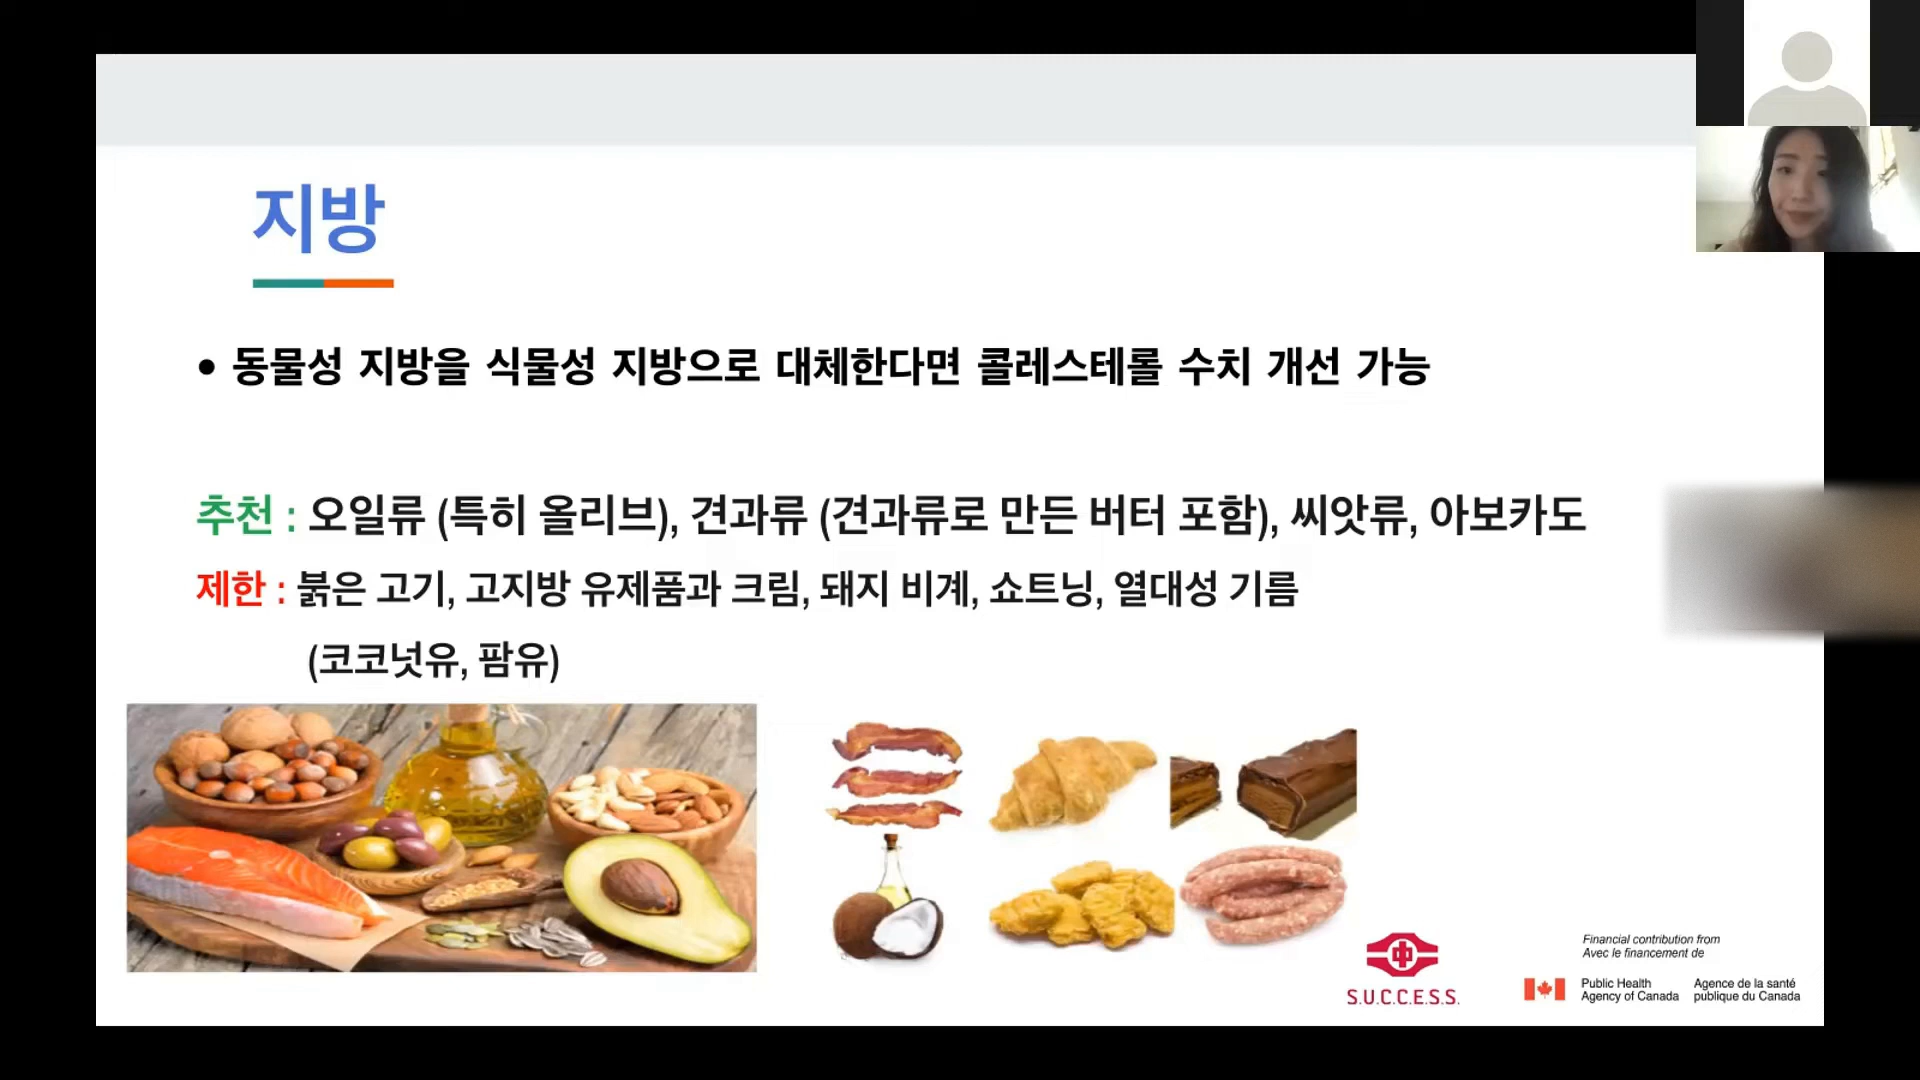 지방
• 동물성 지방을 식물성 지방으로 대체한다면 콜레스테롤 수치 개선 가능
추천 : 오일류 (특히 올리브), 견과류 (견과류로 만든 버터 포함), 씨앗류, 아보카도
제한 : 붉은 고기, 고지방 유제품과 크림, 돼지 비계, 쇼트닝, 열대성 기름
(코코넛유, 팜유)
中
S.U.C.C.E.S.S.
Financial contribution from
Avec le financement de
Public Health Agence de la santé
Agency of Canada publique du Canada